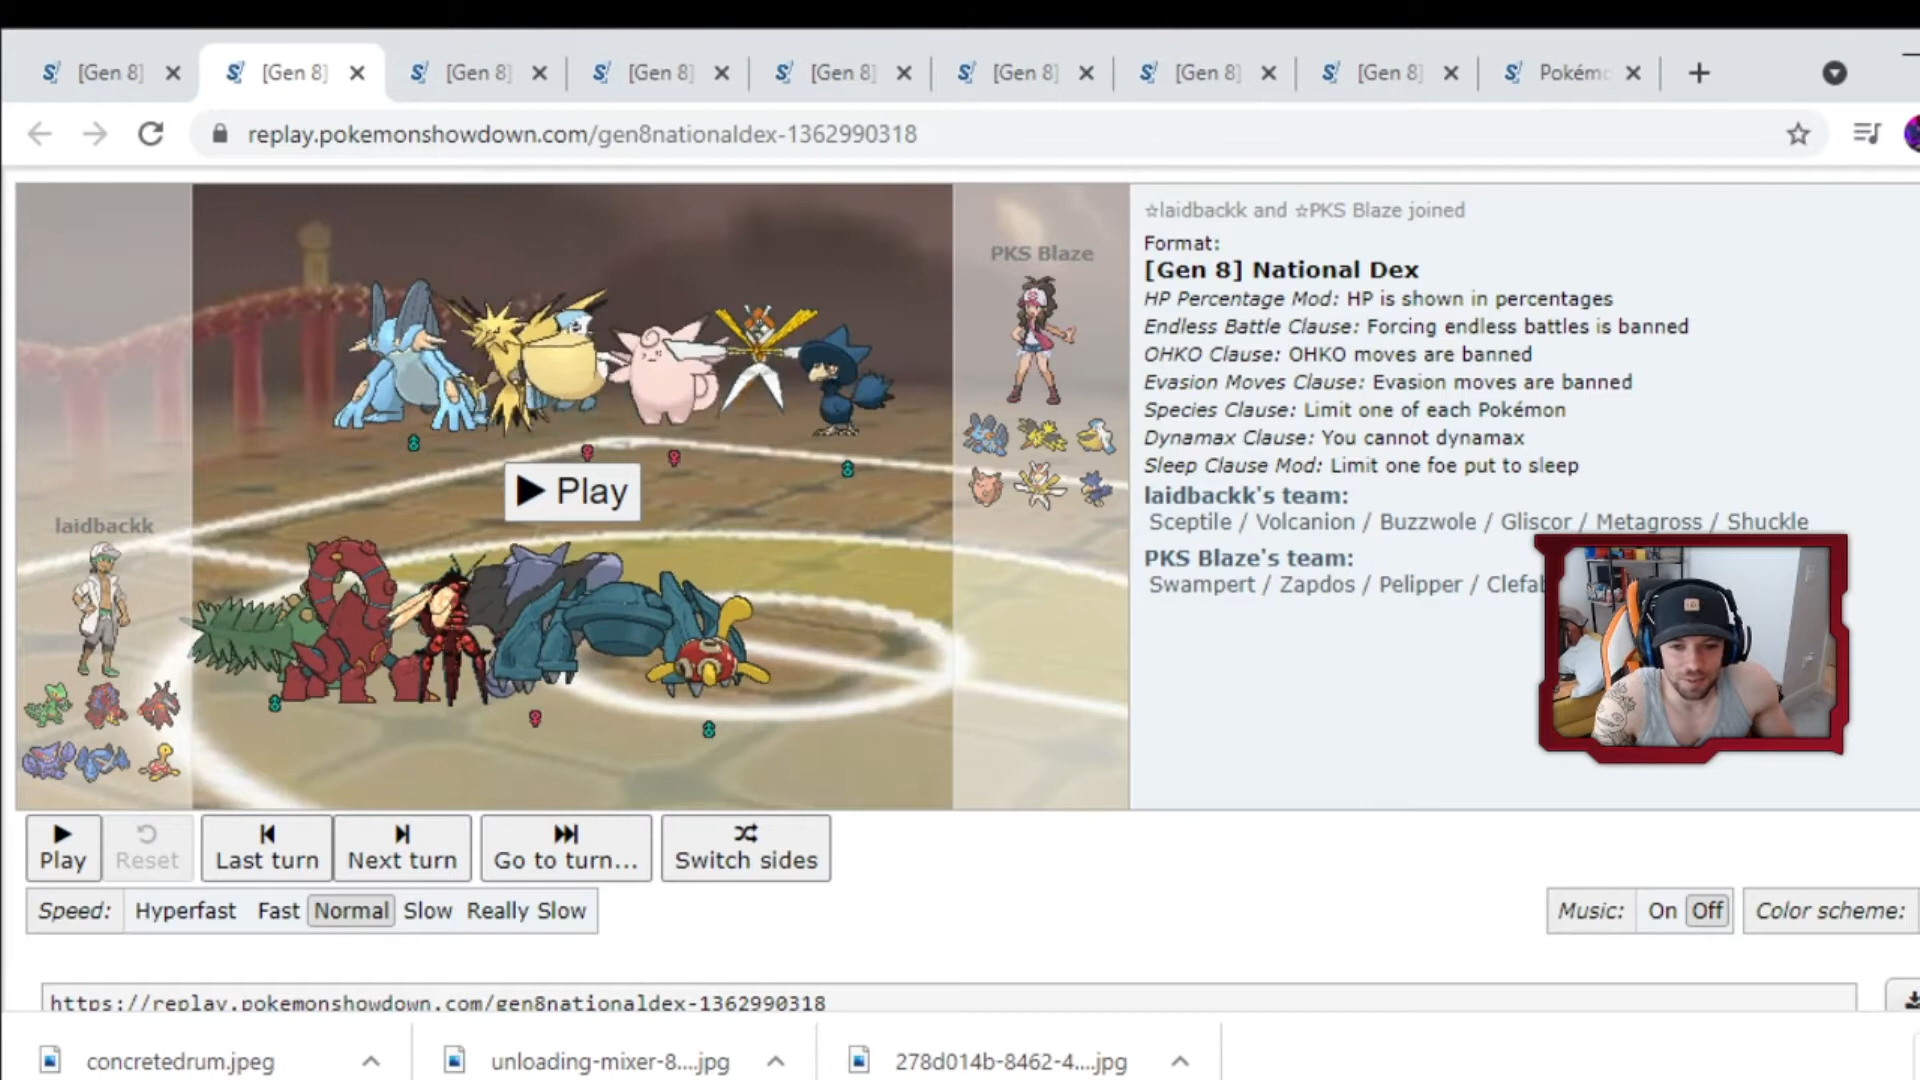 [Gen 8] [Gen 8] [Gen 8] [Gen 8] [Gen 8] [Gen 8] [Gen 8] [Gen 8]
replay.pokemonshowdown.com/gen8nationaldex-1362990318
☆laidbackk and ☆PKS Blaze joined
Format:
[Gen 8] National Dex
HP Percentage Mod: HP is shown in percentages
Endless Battle Clause: Forcing endless battles is banned
OHKO Clause: OHKO moves are banned
Evasion Moves Clause: Evasion moves are banned
Species Clause: Limit one of each Pokémon
Dynamax Clause: You cannot dynamax
Sleep Clause Mod: Limit one foe put to sleep
laidbackk's team:
Sceptile / Volcanion / Buzzwole / Gliscor / Metagross / Shuckle
PKS Blaze's team:
Swampert / Zapdos / Pelipper /
PKS Blaze
laidbackk
Play
Play Reset Last turn Next turn Go to turn... Switch sides
Speed: Hyperfast Fast Normal Slow Really Slow
Music: On Off Color scheme:
https://replay.pokemonshowdown.com/gen8nationaldex-1362990318
concretedrum.jpeg unloading-mixer-8....jpg 278d014b-8462-4....jpg